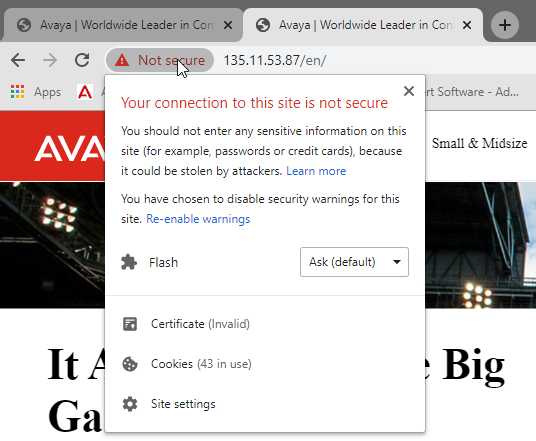 Avaya | Worldwide Leader in Con
Avaya | Worldwide Leader in Con
Not secure
135.11.53.87/en/
Apps
ert Software - Ad...
Your connection to this site is not secure
You should not enter any sensitive information on this
site (for example, passwords or credit cards), because
it could be stolen by attackers. Learn more
You have chosen to disable security warnings for this
site. Re-enable warnings
Flash
Ask (default)
Certificate (Invalid)
Cookies (43 in use)
Site settings
AVAY
Small & Midsize
It A
e Big
Ga